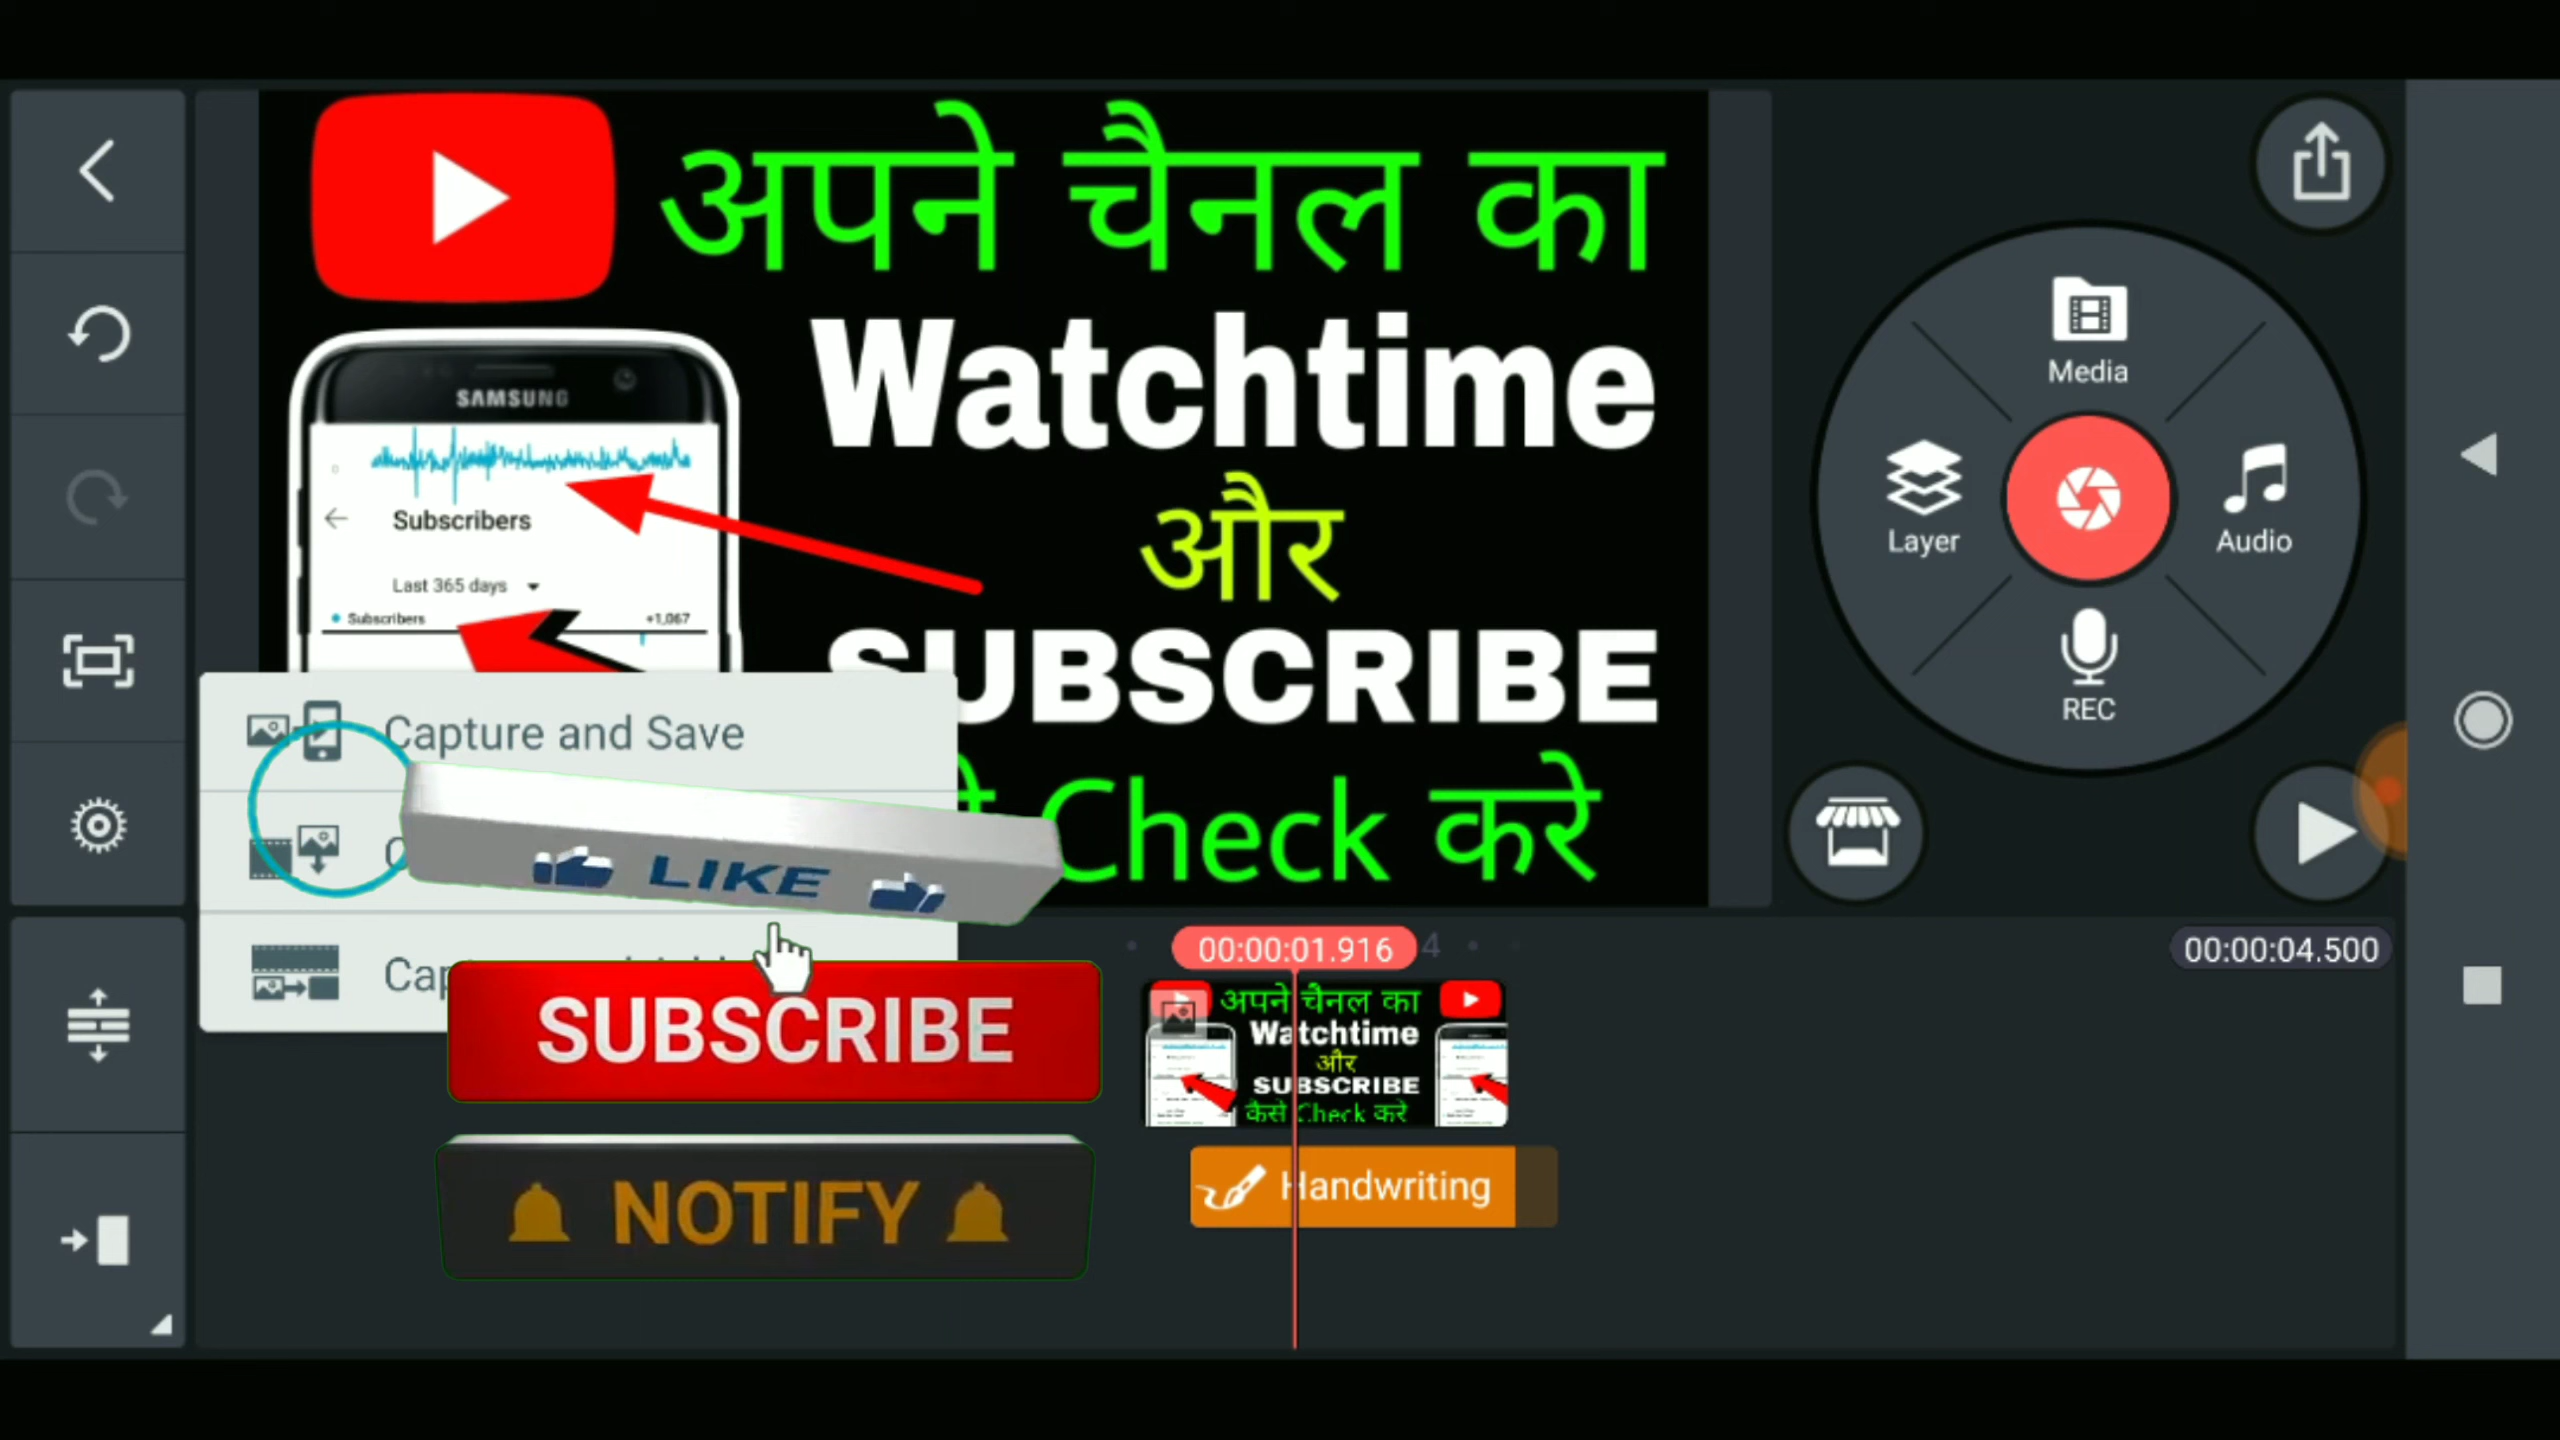 अपने चैनल का
Watchtime
और
SUBSCRIBE
Check करे
SAMSUNG
Subscribers
Last 365 days
Subscribers
+1,067
Capture and Save
LIKE
SUBSCRIBE
NOTIFY
Media
Layer
Audio
REC
00:00:01.916
4
00:00:04.500
अपने चैनल का
Watchtime
और
SUBSCRIBE
कैसे Check करे
Handwriting